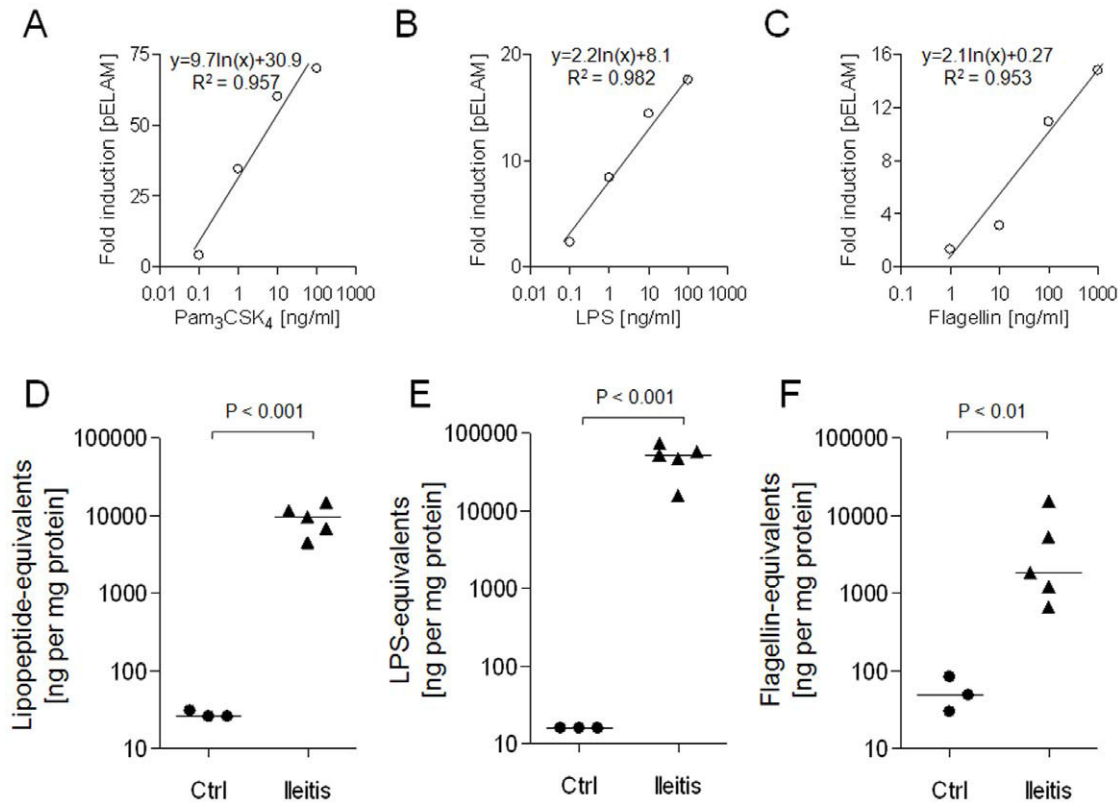 A
B
C
y=9.7ln(x)+30.9
R² = 0.957
Fold induction [pELAM]
75
50
25
0
0.01 0.1 1 10 100 1000
Pam₃CSK₄ [ng/ml]
y=2.2ln(x)+8.1
R² = 0.982
Fold induction [pELAM]
20
10
0
0.01 0.1 1 10 100 1000
LPS [ng/ml]
y=2.1ln(x)+0.27
R² = 0.953
Fold induction [pELAM]
16
12
8
4
0
0.1 1 10 100 1000
Flagellin [ng/ml]
D
P < 0.001
Lipopeptide-equivalents
[ng per mg protein]
100000
10000
1000
100
10
Ctrl Ileitis
E
P < 0.001
LPS-equivalents
[ng per mg protein]
100000
10000
1000
100
10
Ctrl Ileitis
F
P < 0.01
Flagellin-equivalents
[ng per mg protein]
100000
10000
1000
100
10
Ctrl Ileitis